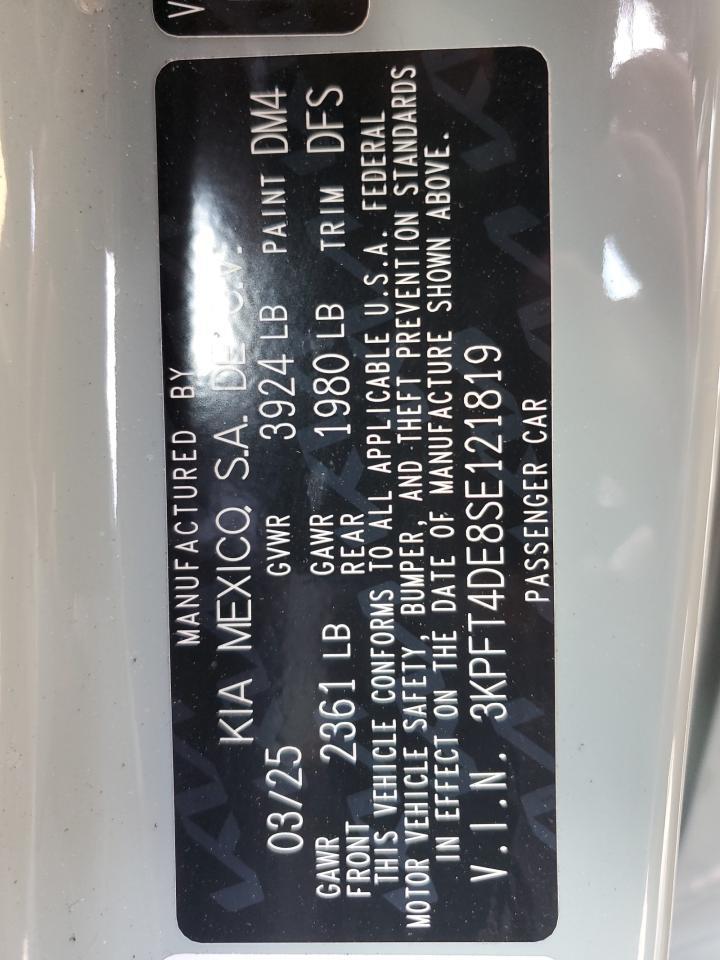 V
MANUFACTURED BY
KIA MEXICO, S.A. DE C.V.
03/25 GVWR 3924 LB PAINT DM4
GAWR FRONT 2361 LB GAWR REAR 1980 LB TRIM DFS
THIS VEHICLE CONFORMS TO ALL APPLICABLE U.S.A. FEDERAL
MOTOR VEHICLE SAFETY, BUMPER, AND THEFT PREVENTION STANDARDS
IN EFFECT ON THE DATE OF MANUFACTURE SHOWN ABOVE.
V.I.N. 3KPFT4DE8SE121819
PASSENGER CAR